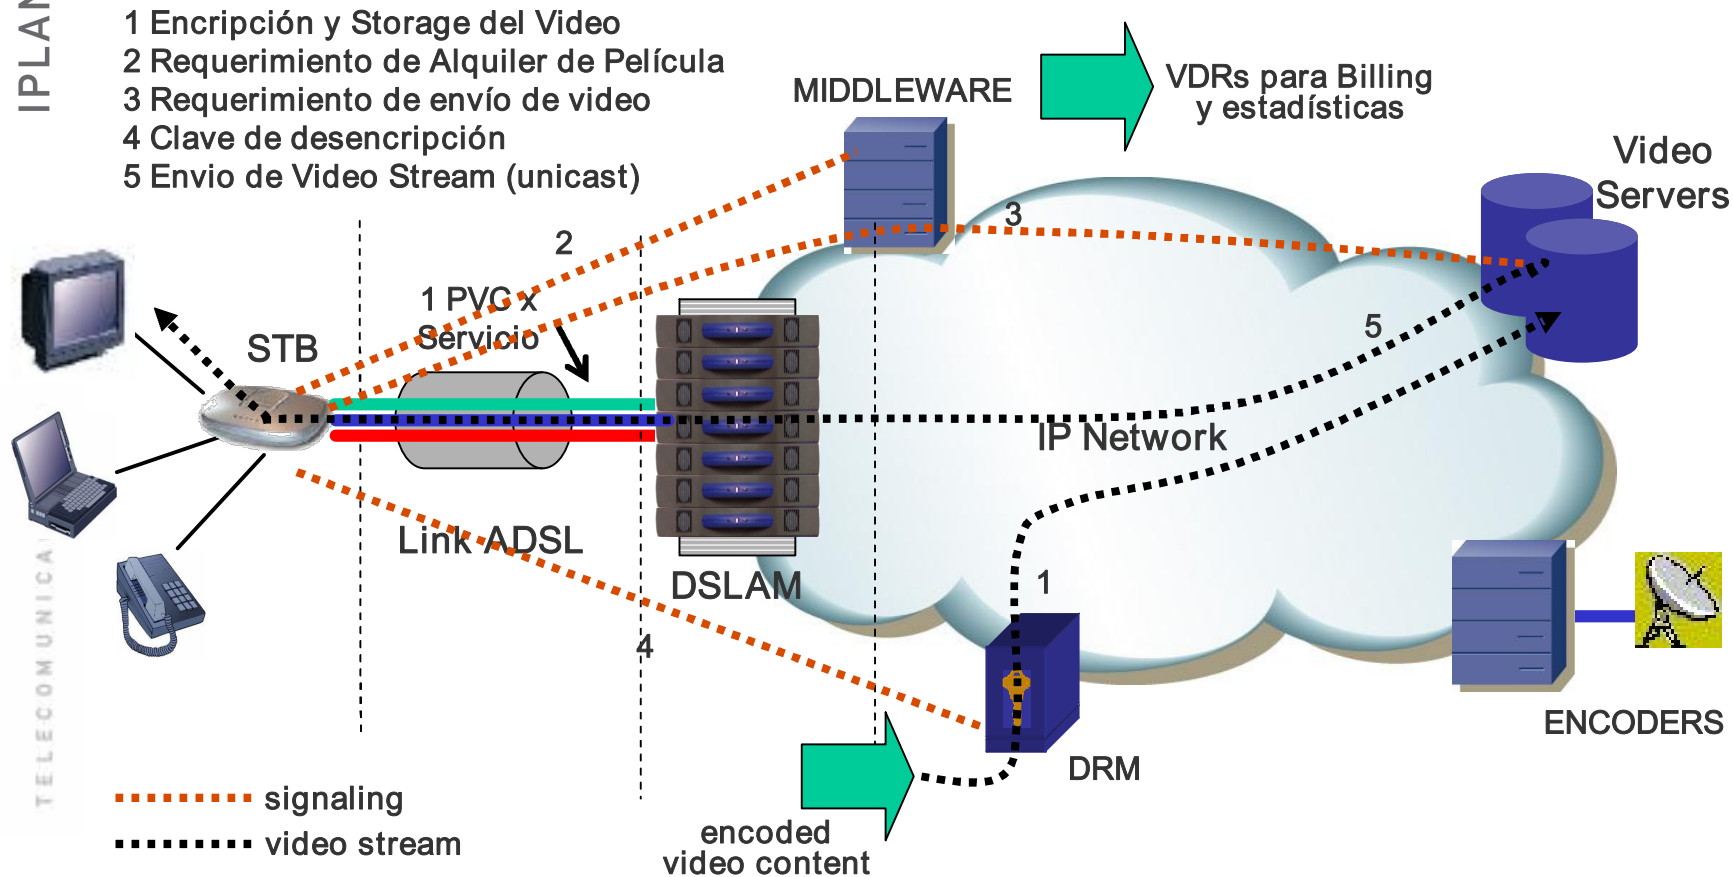 IPLAN
1 Encripción y Storage del Video
2 Requerimiento de Alquiler de Película
3 Requerimiento de envío de video
4 Clave de desencripción
5 Envio de Video Stream (unicast)
MIDDLEWARE
VDRs para Billing
y estadísticas
Video
Servers
3
2
1 PVC x
Servicio
5
STB
IP Network
Link ADSL
DSLAM
1
4
ENCODERS
DRM
TELECOMUNICA
signaling
video stream
encoded
video content